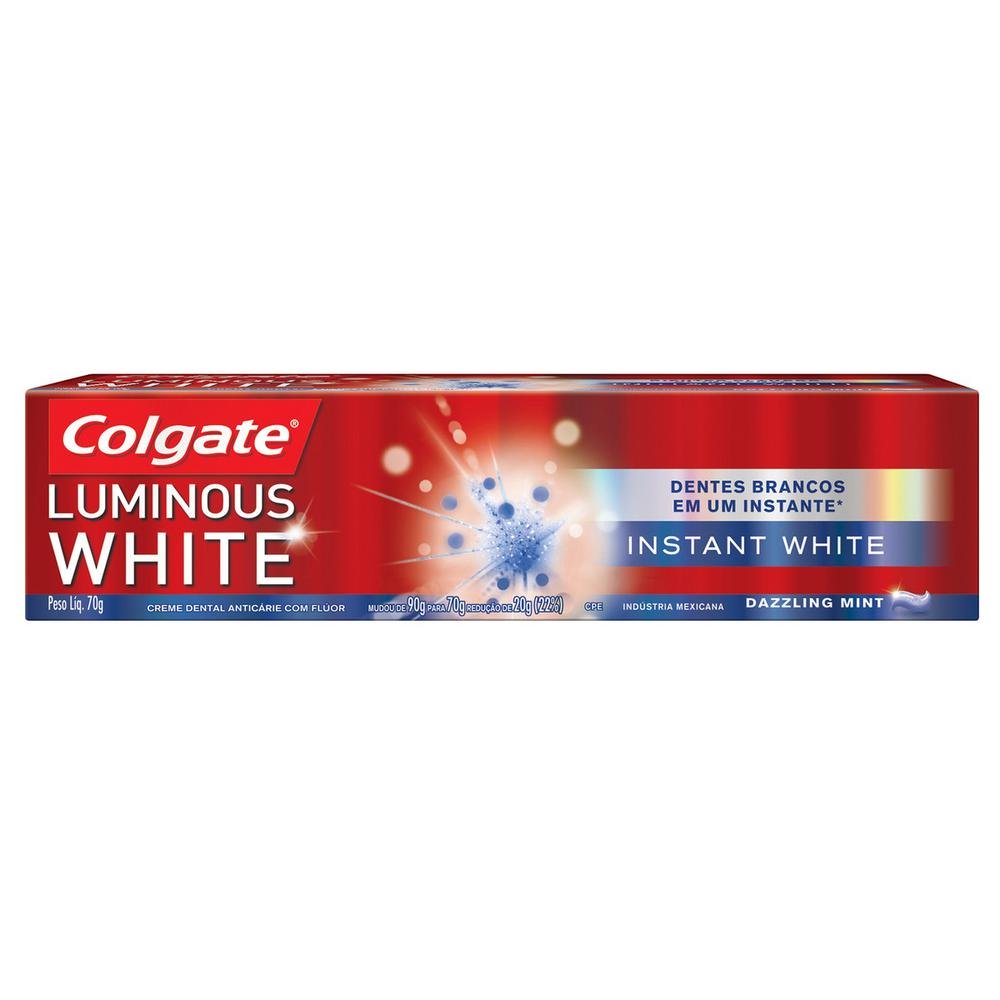 Colgate®
LUMINOUS
WHITE
Peso Líq. 70g
CREME DENTAL ANTICÁRIE COM FLÚOR
MUDOU DE 90g PARA 70g REDUÇÃO DE 20g (22%)
CPE
INDÚSTRIA MEXICANA
DAZZLING MINT
DENTES BRANCOS
EM UM INSTANTE*
INSTANT WHITE